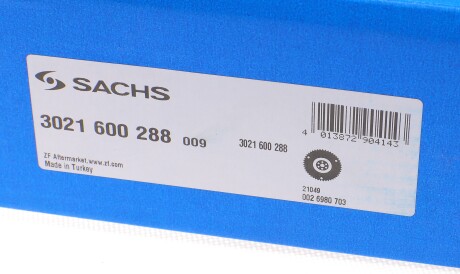 SACHS
3021 600 288 009
3021 600 288
4 013872 904143
ZF Aftermarket, www.zf.com
Made in Turkey
21049
002 6980 703